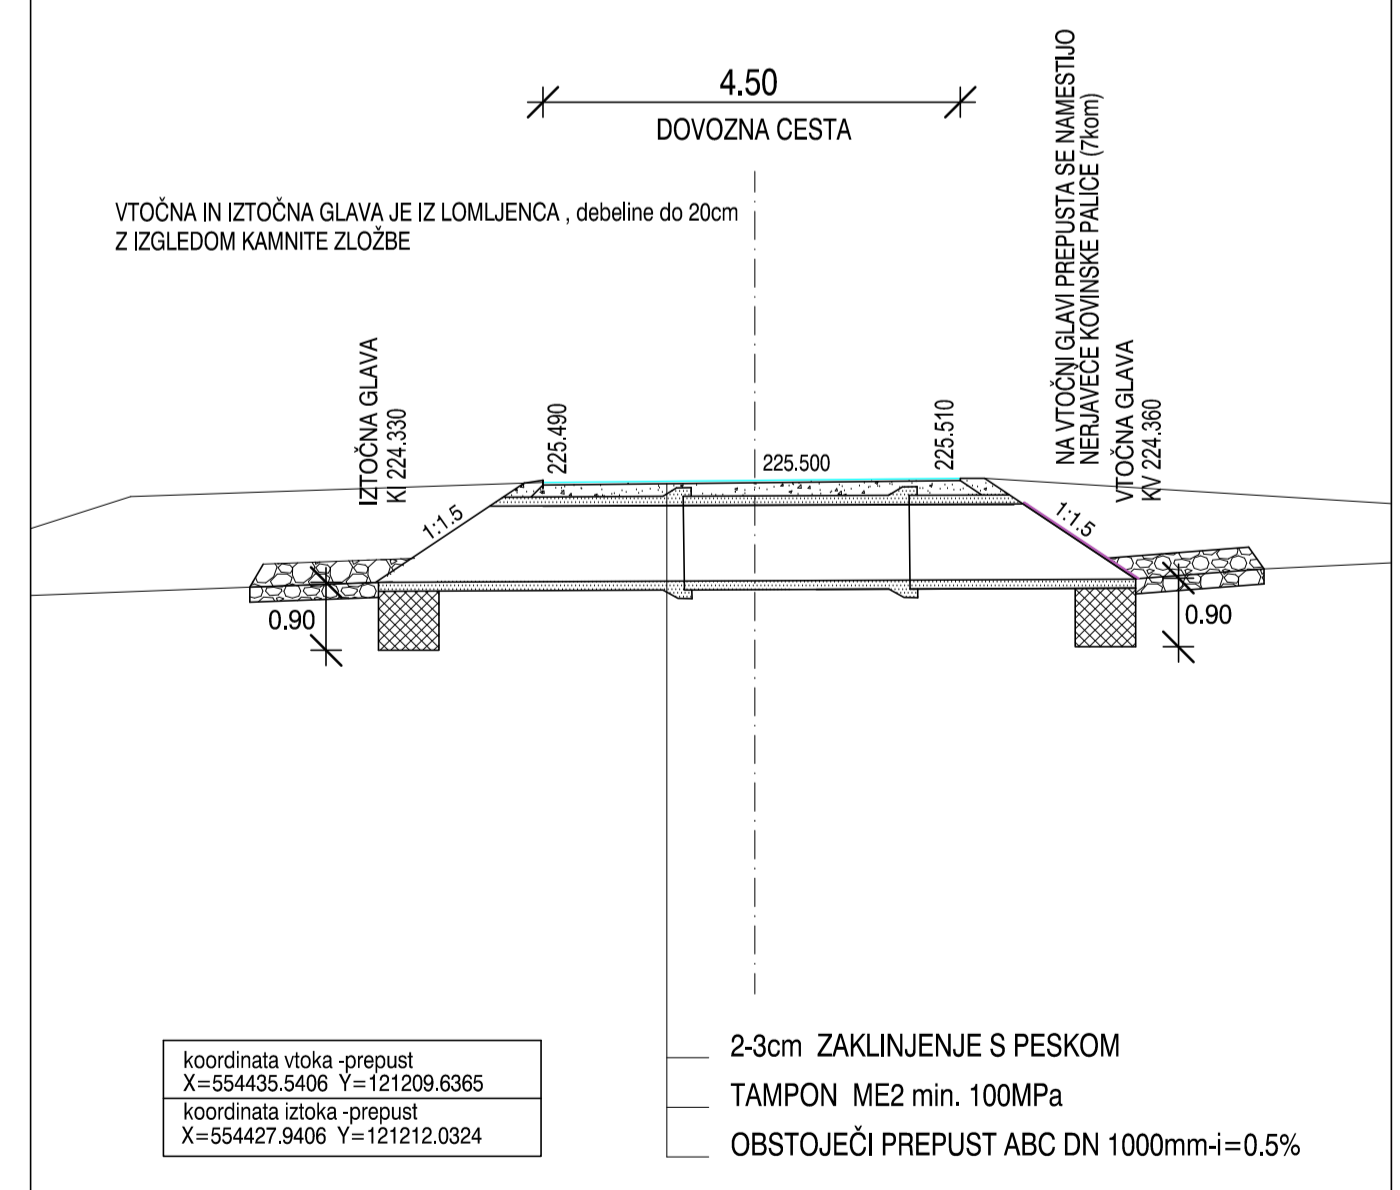 4.50
DOVOZNA CESTA
VTOČNA IN IZTOČNA GLAVA JE IZ LOMLJENCA , debeline do 20cm
Z IZGLEDOM KAMNITE ZLOŽBE
NA VTOČNI GLAVI PREPUSTA SE NAMESTIJO
NERJAVEČE KOVINSKE PALICE (7kom)
IZTOČNA GLAVA
KI 224.330
225.490
225.500
225.510
VTOČNA GLAVA
KV 224.360
1:1.5
1:1.5
0.90
0.90
2-3cm ZAKLINJENJE S PESKOM
TAMPON ME2 min. 100MPa
OBSTOJEČI PREPUST ABC DN 1000mm-i=0.5%
koordinata vtoka -prepust
X=554435.5406 Y=121209.6365
koordinata iztoka -prepust
X=554427.9406 Y=121212.0324